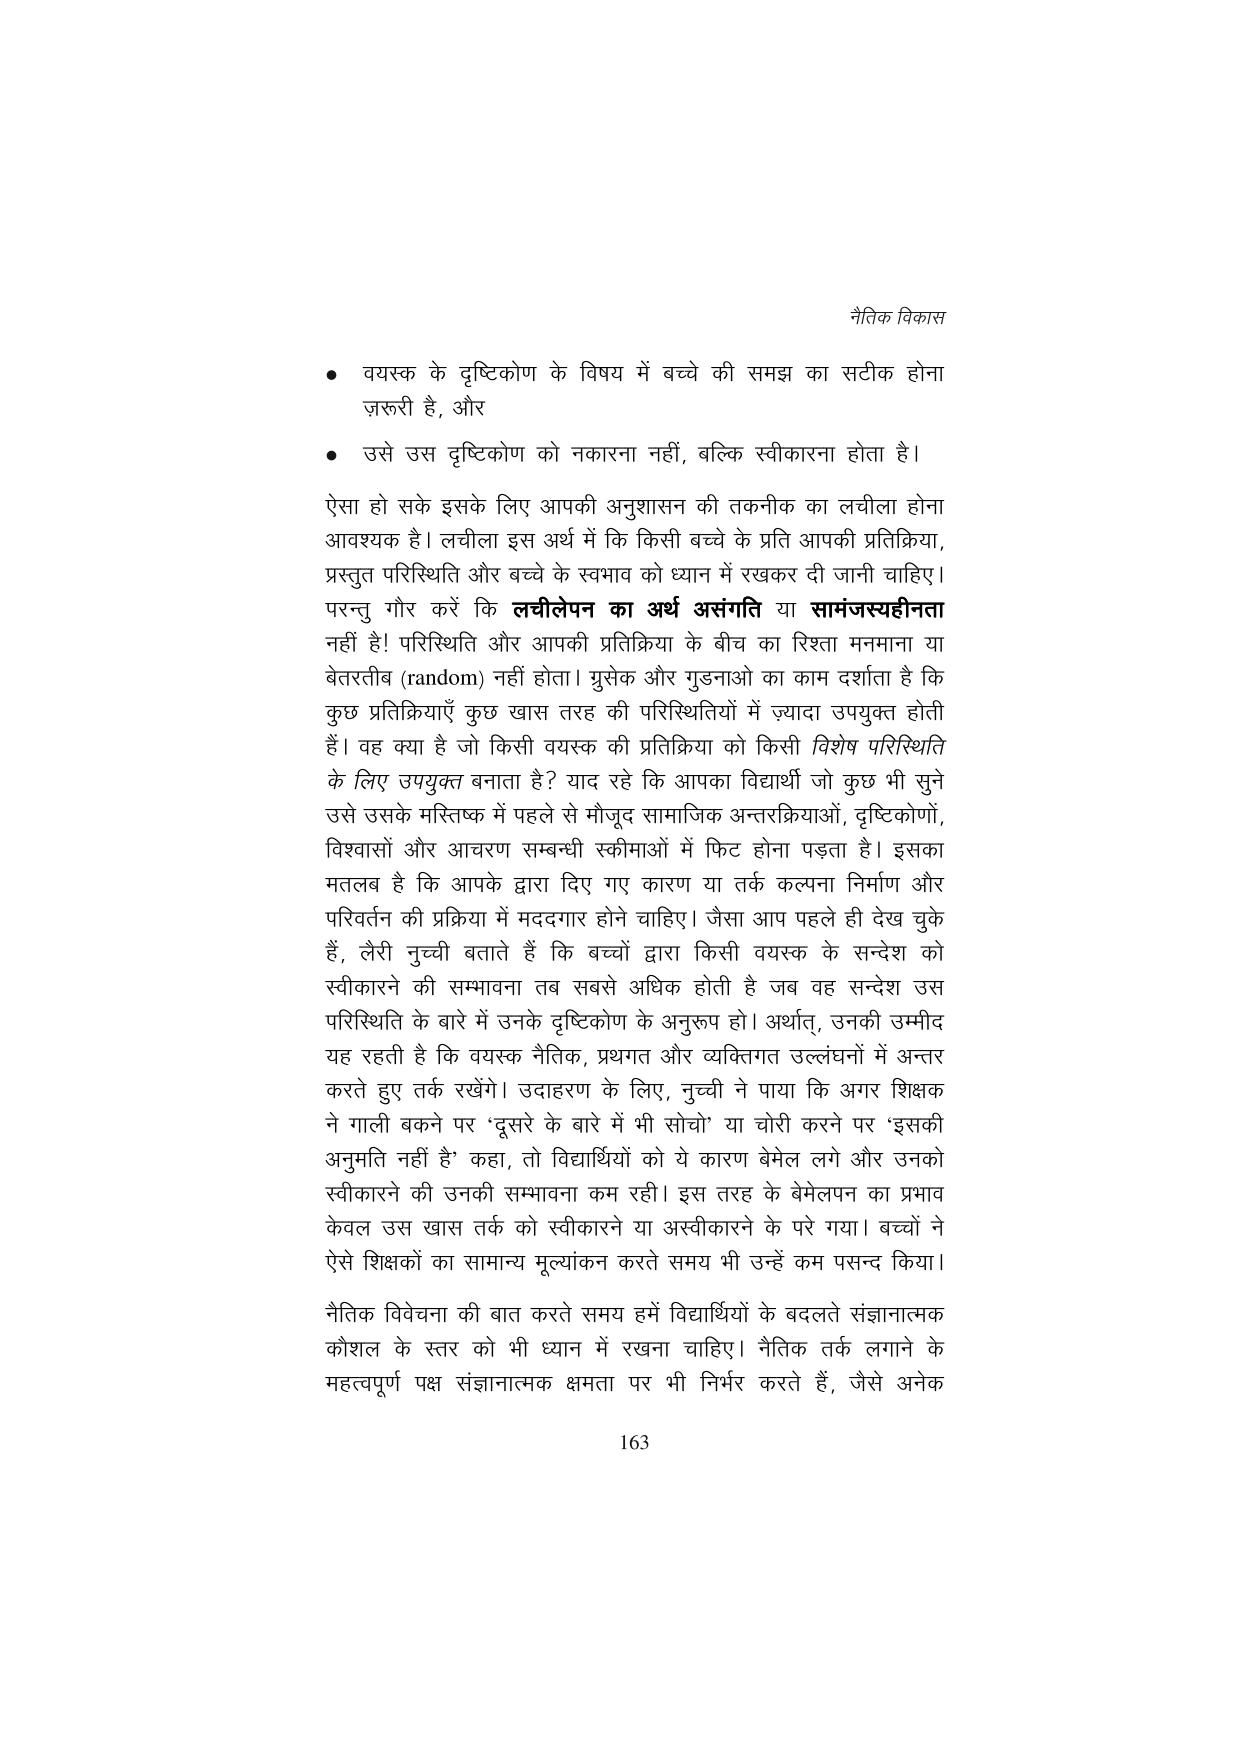 नैतिक विकास
● वयस्क के दृष्टिकोण के विषय में बच्चे की समझ का सटीक होना
ज़रूरी है, और
● उसे उस दृष्टिकोण को नकारना नहीं, बल्कि स्वीकारना होता है।
ऐसा हो सके इसके लिए आपकी अनुशासन की तकनीक का लचीला होना
आवश्यक है। लचीला इस अर्थ में कि किसी बच्चे के प्रति आपकी प्रतिक्रिया,
प्रस्तुत परिस्थिति और बच्चे के स्वभाव को ध्यान में रखकर दी जानी चाहिए।
परन्तु गौर करें कि लचीलेपन का अर्थ असंगति या सामंजस्यहीनता
नहीं है! परिस्थिति और आपकी प्रतिक्रिया के बीच का रिश्ता मनमाना या
बेतरतीब (random) नहीं होता। ग्रुसेक और गुडनाओ का काम दर्शाता है कि
कुछ प्रतिक्रियाएँ कुछ खास तरह की परिस्थितियों में ज़्यादा उपयुक्त होती
हैं। वह क्या है जो किसी वयस्क की प्रतिक्रिया को किसी विशेष परिस्थिति
के लिए उपयुक्त बनाता है? याद रहे कि आपका विद्यार्थी जो कुछ भी सुने
उसे उसके मस्तिष्क में पहले से मौजूद सामाजिक अन्तरक्रियाओं, दृष्टिकोणों,
विश्वासों और आचरण सम्बन्धी स्कीमाओं में फिट होना पड़ता है। इसका
मतलब है कि आपके द्वारा दिए गए कारण या तर्क कल्पना निर्माण और
परिवर्तन की प्रक्रिया में मददगार होने चाहिए। जैसा आप पहले ही देख चुके
हैं, लैरी नुच्ची बताते हैं कि बच्चों द्वारा किसी वयस्क के सन्देश को
स्वीकारने की सम्भावना तब सबसे अधिक होती है जब वह सन्देश उस
परिस्थिति के बारे में उनके दृष्टिकोण के अनुरूप हो। अर्थात्, उनकी उम्मीद
यह रहती है कि वयस्क नैतिक, प्रथगत और व्यक्तिगत उल्लंघनों में अन्तर
करते हुए तर्क रखेंगे। उदाहरण के लिए, नुच्ची ने पाया कि अगर शिक्षक
ने गाली बकने पर ‘दूसरे के बारे में भी सोचो’ या चोरी करने पर ‘इसकी
अनुमति नहीं है’ कहा, तो विद्यार्थियों को ये कारण बेमेल लगे और उनको
स्वीकारने की उनकी सम्भावना कम रही। इस तरह के बेमेलपन का प्रभाव
केवल उस खास तर्क को स्वीकारने या अस्वीकारने के परे गया। बच्चों ने
ऐसे शिक्षकों का सामान्य मूल्यांकन करते समय भी उन्हें कम पसन्द किया।
नैतिक विवेचना की बात करते समय हमें विद्यार्थियों के बदलते संज्ञानात्मक
कौशल के स्तर को भी ध्यान में रखना चाहिए। नैतिक तर्क लगाने के
महत्वपूर्ण पक्ष संज्ञानात्मक क्षमता पर भी निर्भर करते हैं, जैसे अनेक
163